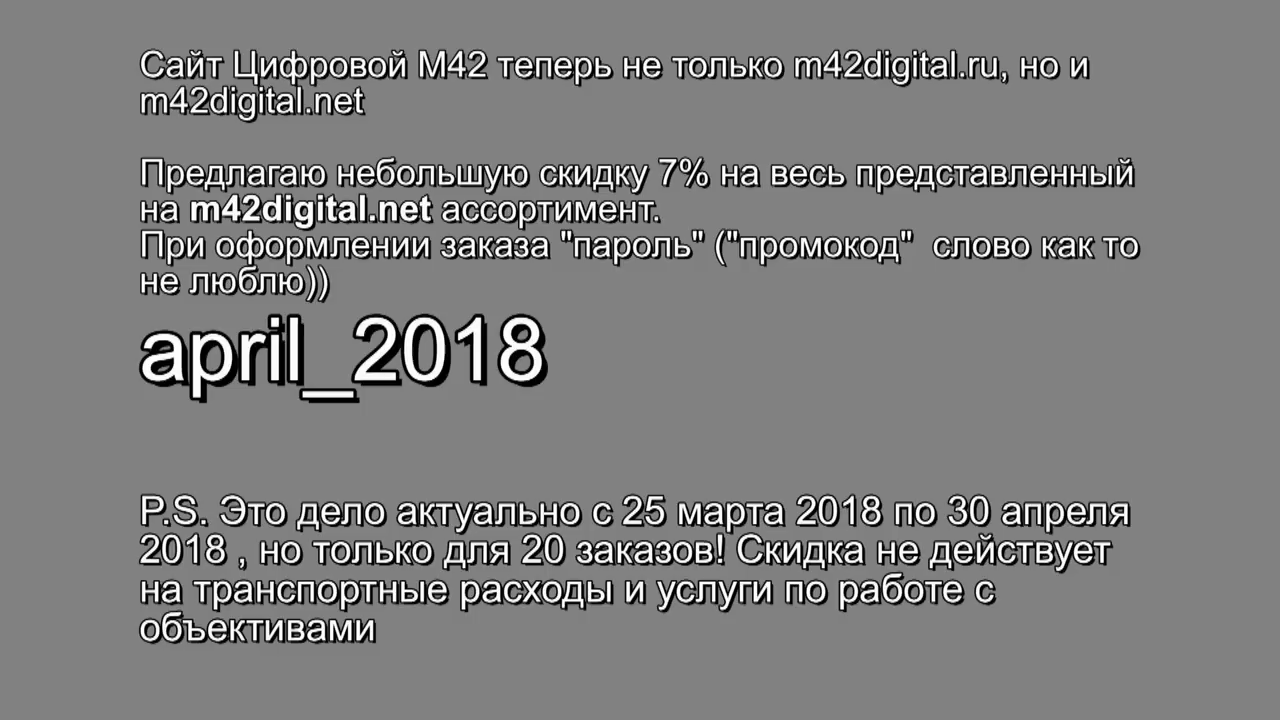 Сайт Цифровой М42 теперь не только m42digital.ru, но и
m42digital.net
Предлагаю небольшую скидку 7% на весь представленный
на m42digital.net ассортимент.
При оформлении заказа "пароль" ("промокод"  слово как то
не люблю))
april_2018
P.S. Это дело актуально с 25 марта 2018 по 30 апреля
2018 , но только для 20 заказов! Скидка не действует
на транспортные расходы и услуги по работе с
объективами